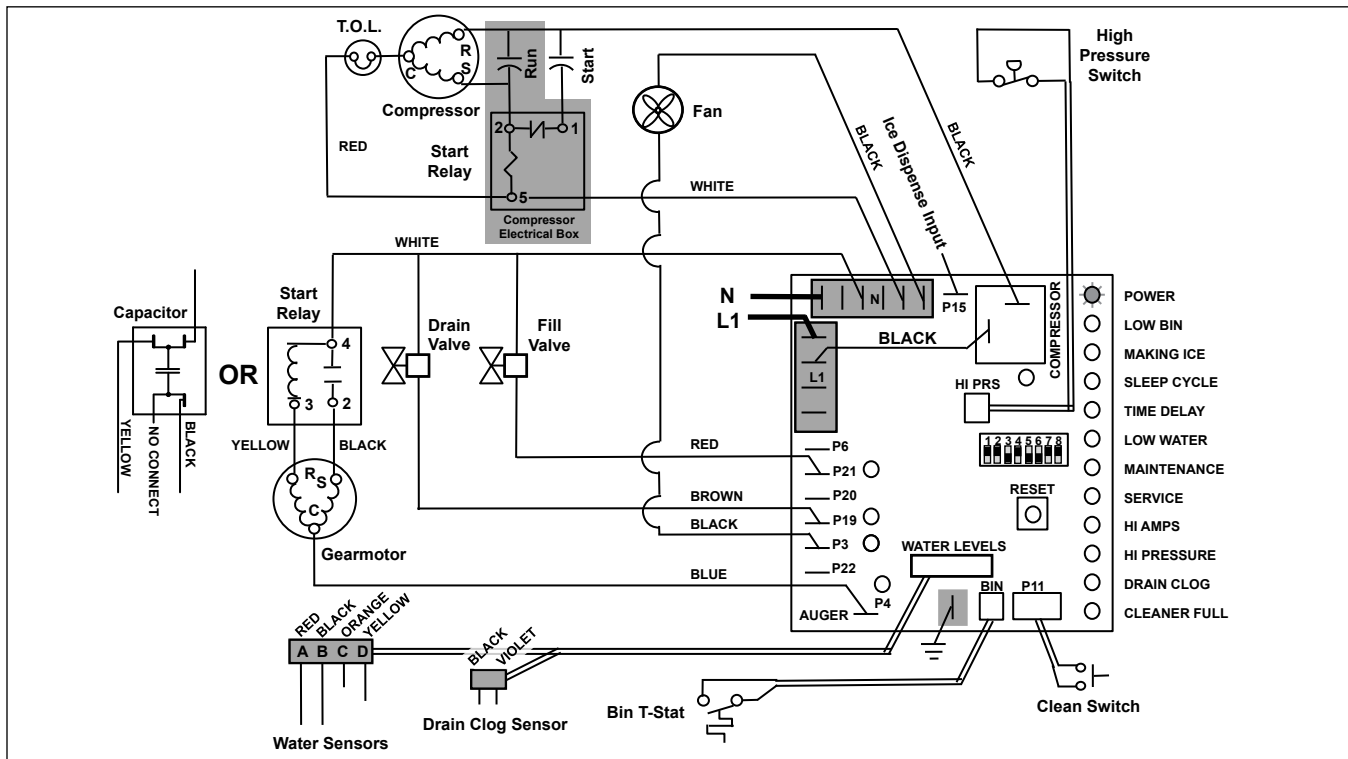 T.O.L.
R
S
C
Compressor
Run
Start
High
Pressure
Switch
Fan
BLACK
Ice Dispense Input
BLACK
RED
Start
Relay
2
1
5
Compressor
Electrical Box
WHITE
WHITE
Capacitor
YELLOW
NO CONNECT
BLACK
OR
Start
Relay
4
3
2
YELLOW
BLACK
R
S
C
Gearmotor
Drain
Valve
Fill
Valve
N
L1
N
P15
BLACK
L1
COMPRESSOR
HI PRS
1 2 3 4 5 6 7 8
RESET
RED
BROWN
BLACK
BLUE
P6
P21
P20
P19
P3
P22
P4
AUGER
WATER LEVELS
BIN
P11
POWER
LOW BIN
MAKING ICE
SLEEP CYCLE
TIME DELAY
LOW WATER
MAINTENANCE
SERVICE
HI AMPS
HI PRESSURE
DRAIN CLOG
CLEANER FULL
RED
BLACK
ORANGE
YELLOW
A B C D
Water Sensors
BLACK
VIOLET
Drain Clog Sensor
Bin T-Stat
Clean Switch